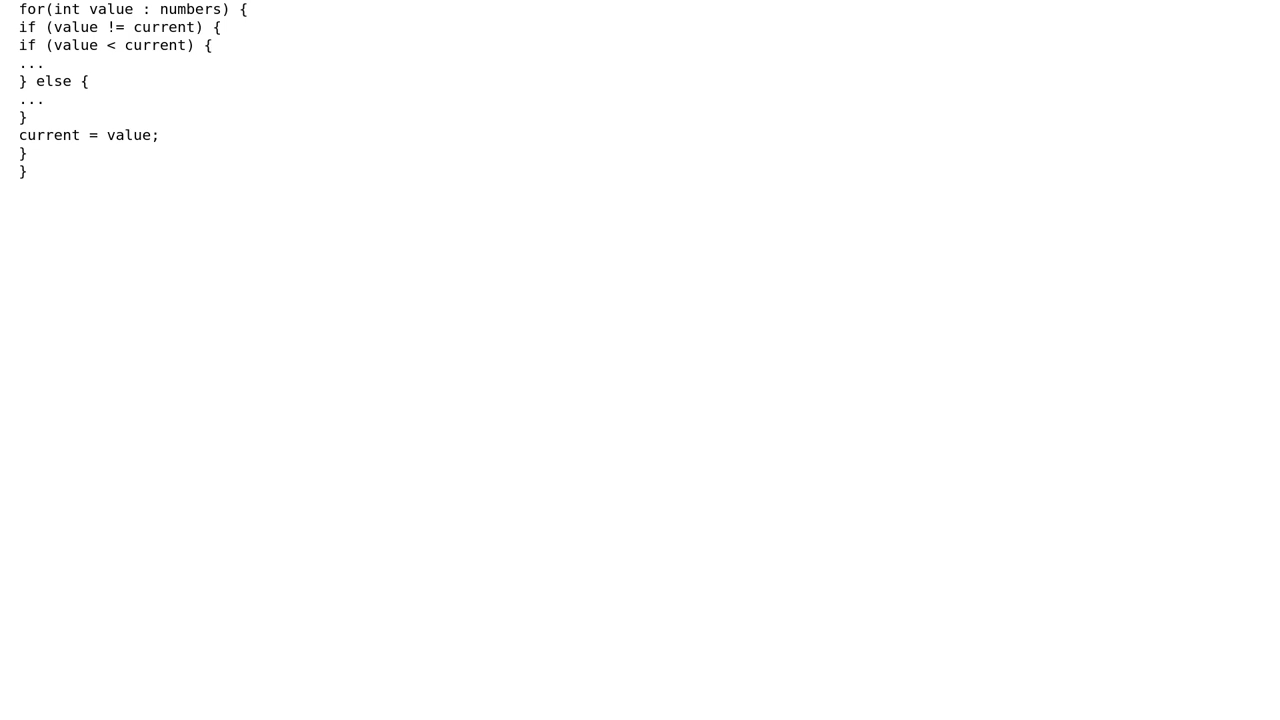 for(int value : numbers) {
if (value != current) {
if (value < current) {
...
} else {
...
}
current = value;
}
}